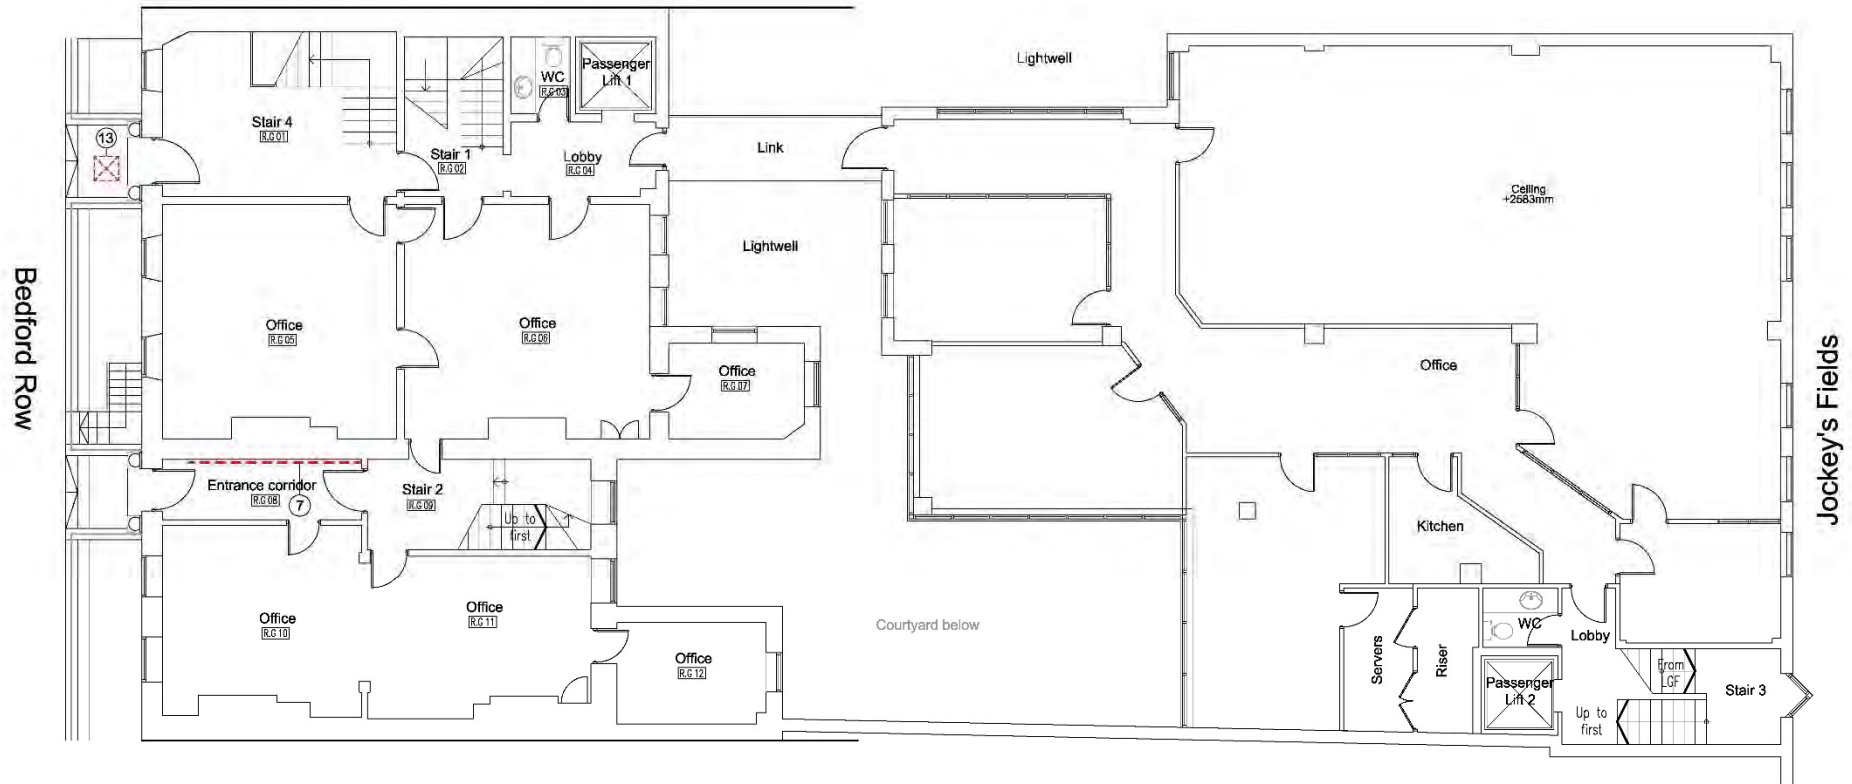 Lightwell
Passenger
Lift 1
WC
R.G 03
Stair 4
R.G 01
13
Stair 1
R.G 02
Lobby
R.G 04
Link
Ceiling
+2583mm
Lightwell
Bedford Row
Office
R.G 05
Office
R.G 06
Office
R.G 07
Office
Jockey's Fields
Entrance corridor
R.G 08
7
Stair 2
R.G 09
Up to
first
Kitchen
Office
R.G 10
Office
R.G 11
Office
R.G 12
Courtyard below
Servers
Riser
WC
Lobby
Passenger
Lift 2
From
LGF
Stair 3
Up to
first